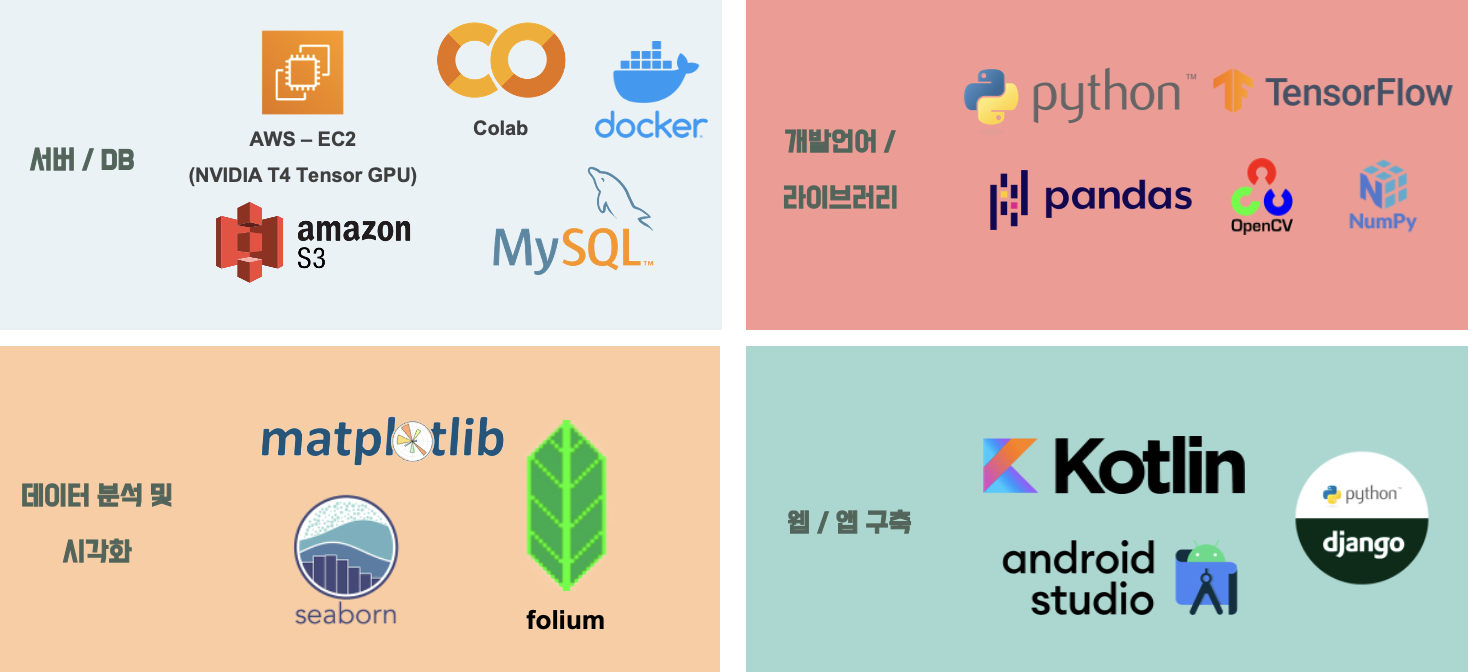 서버 / DB
AWS – EC2
(NVIDIA T4 Tensor GPU)
Colab
docker
amazon
S3
MySQL™
개발언어 /
라이브러리
python™
TensorFlow
pandas
OpenCV
NumPy
데이터 분석 및
시각화
matplotlib
seaborn
folium
웹 / 앱 구축
Kotlin
android
studio
python™
django